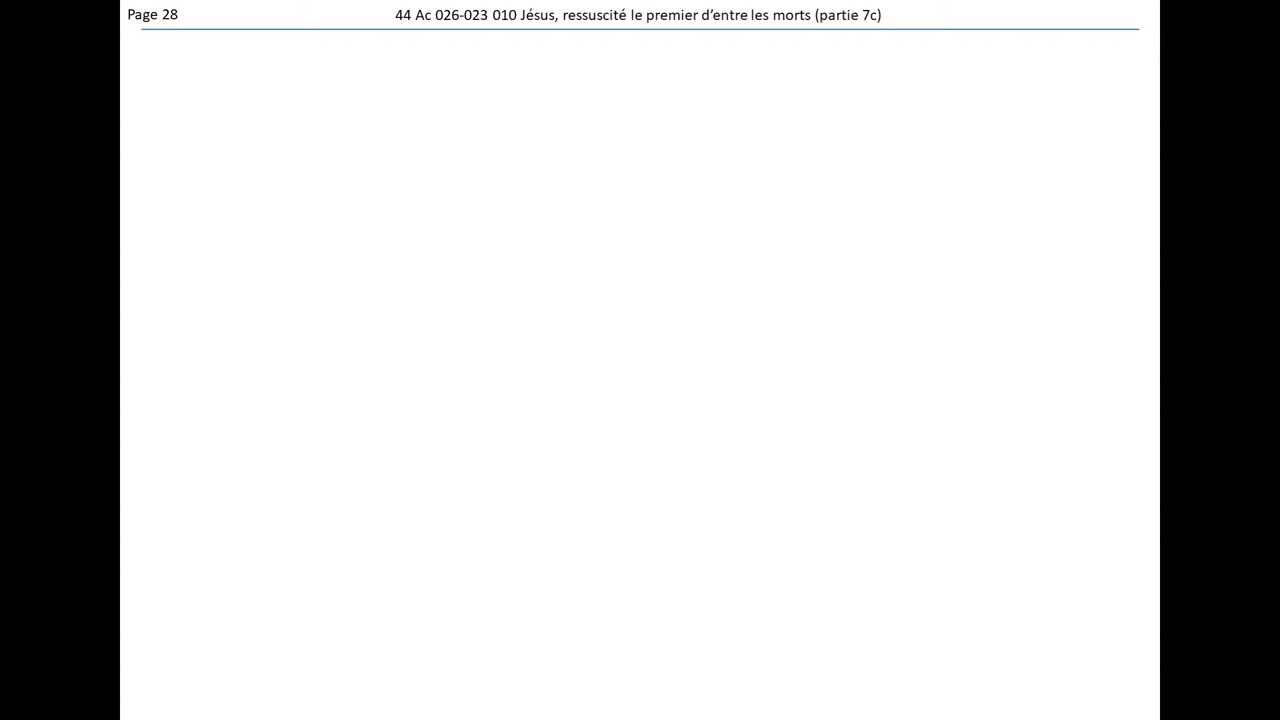 Page 28
44 Ac 026-023 010 Jésus, ressuscité le premier d’entre les morts (partie 7c)